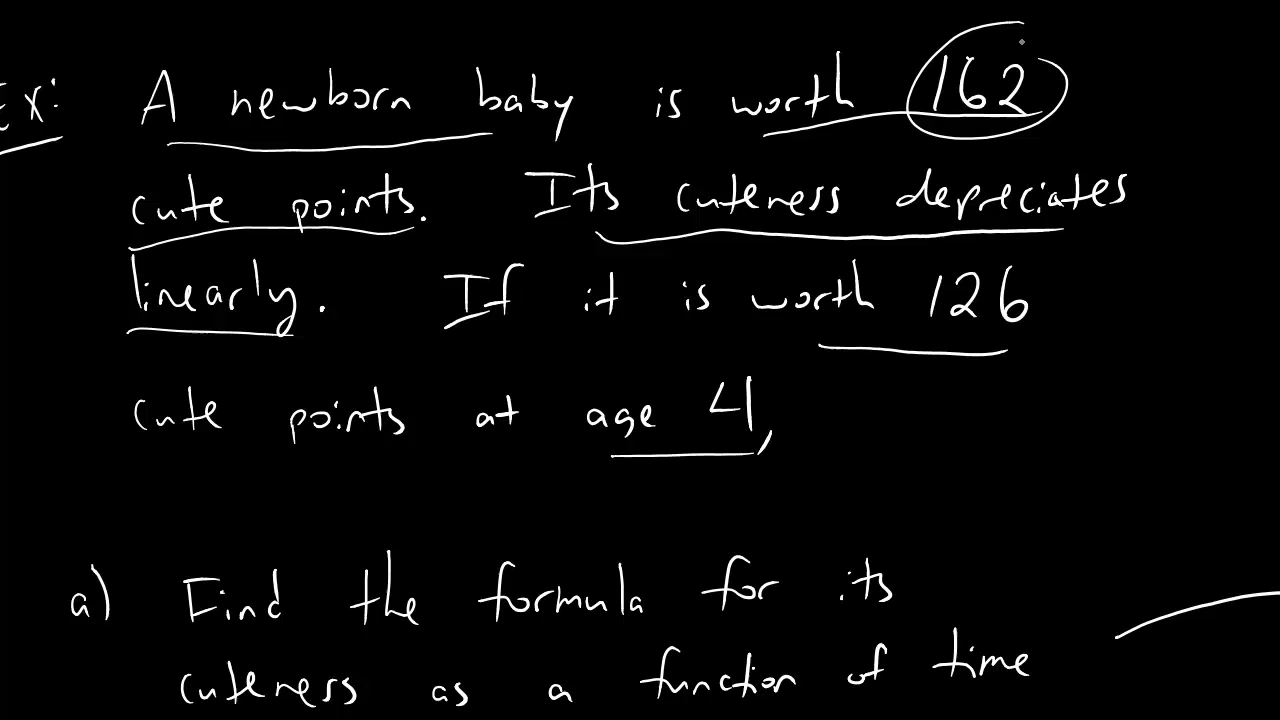 Ex: A newborn baby is worth 162
cute points. Its cuteness depreciates
linearly. If it is worth 126
cute points at age 4,
a) Find the formula for its
cuteness as a function of time